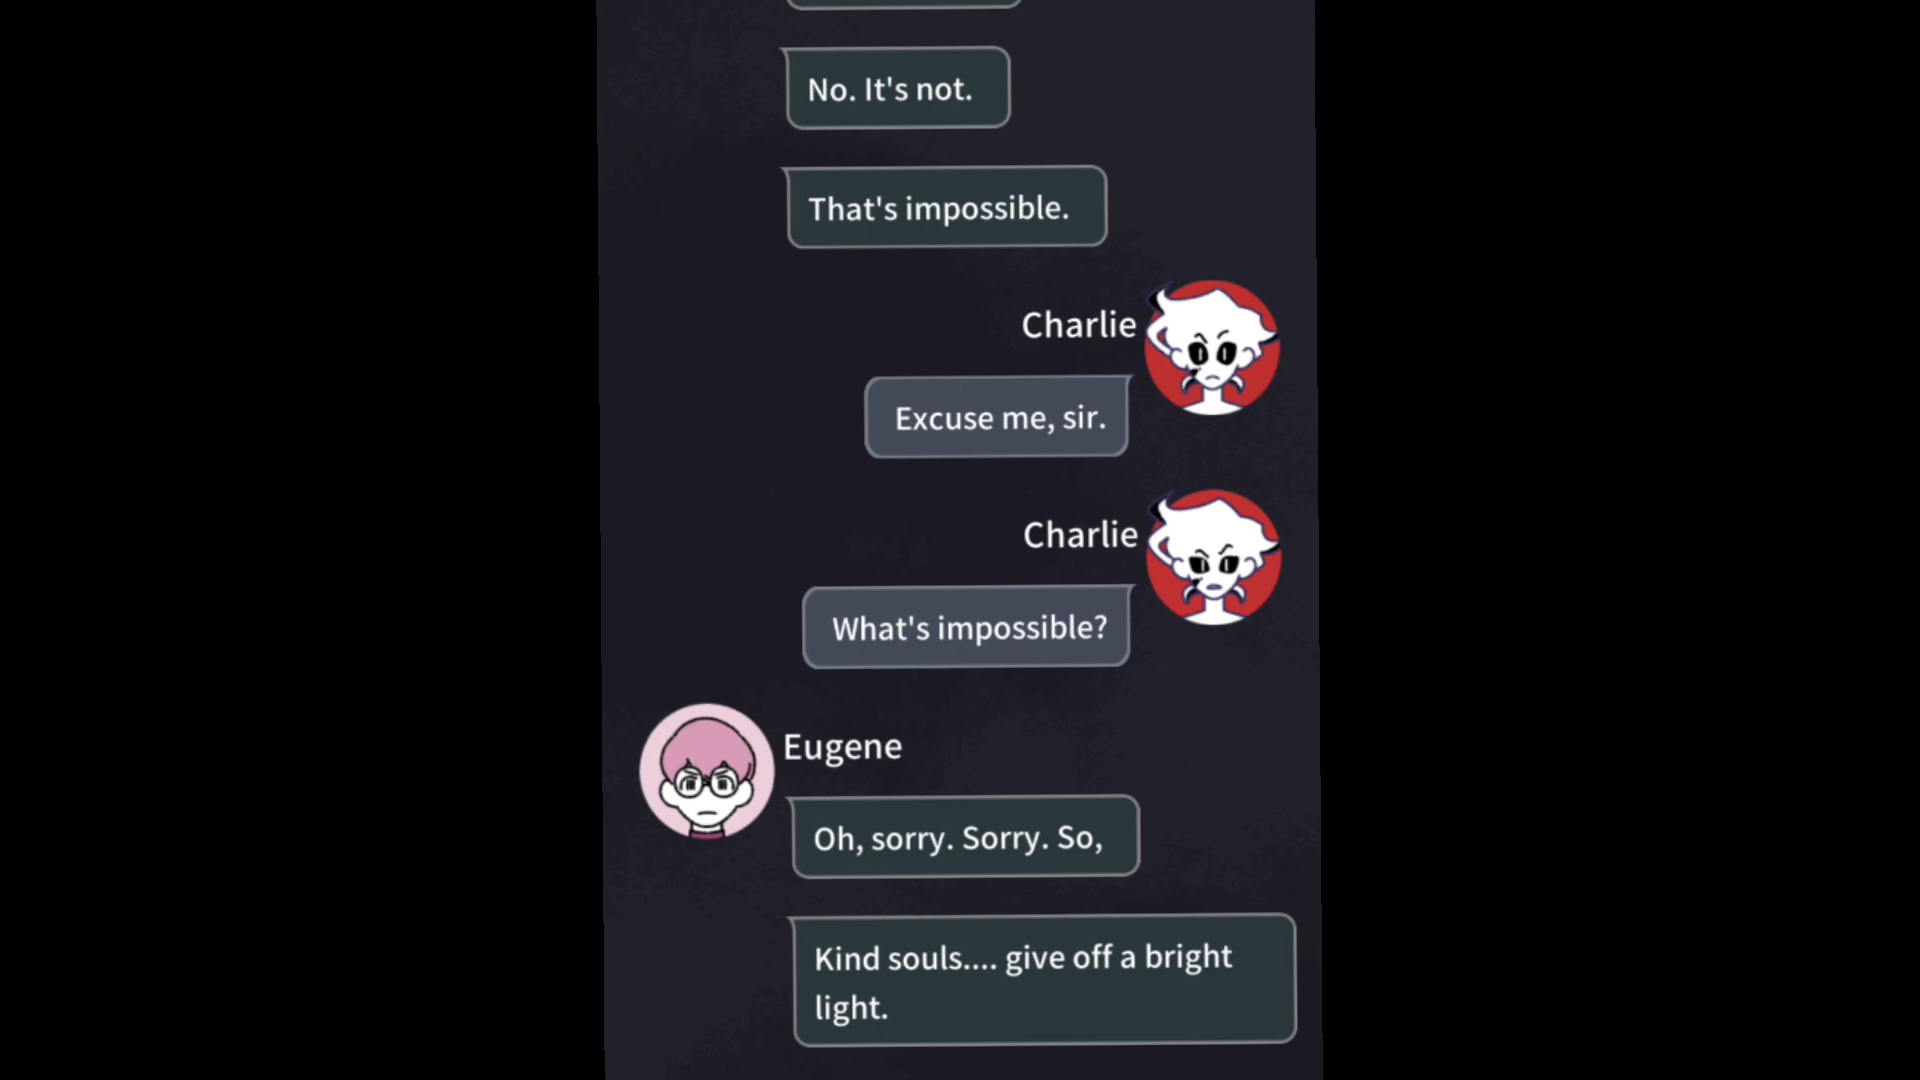 No. It's not.
That's impossible.
Charlie
Excuse me, sir.
Charlie
What's impossible?
Eugene
Oh, sorry. Sorry. So,
Kind souls.... give off a bright
light.